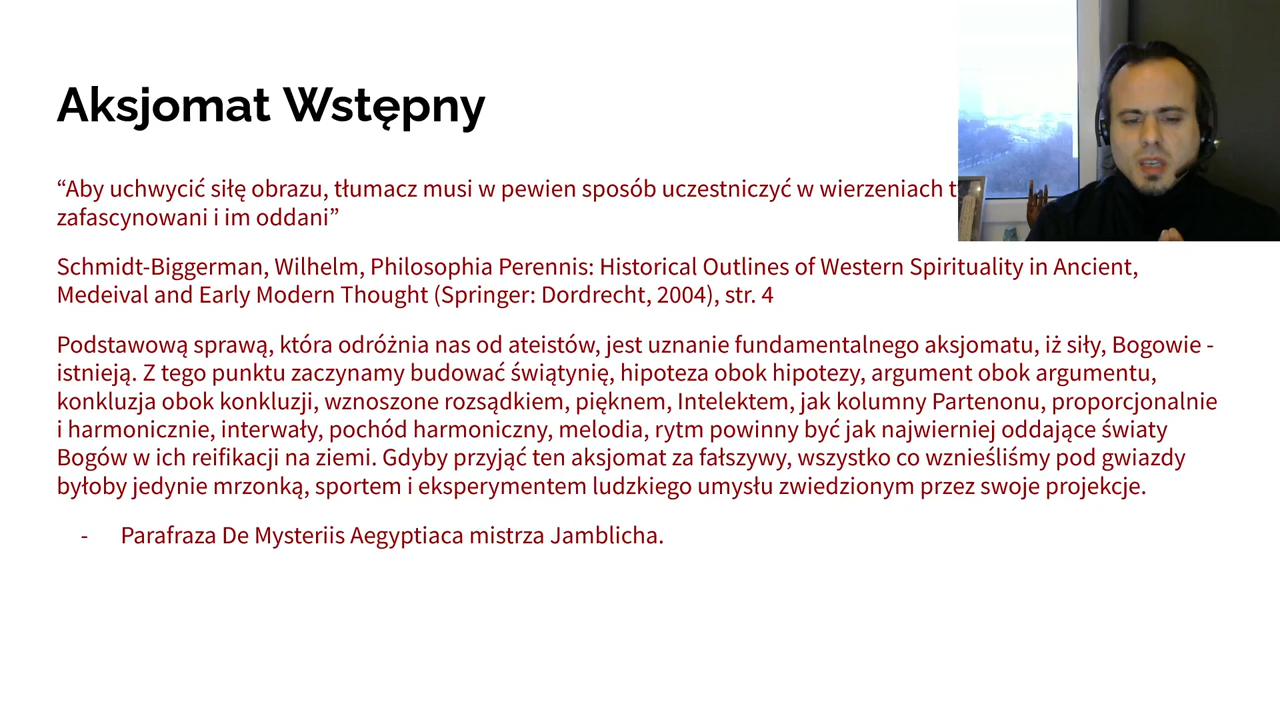 Aksjomat Wstępny
“Aby uchwycić siłę obrazu, tłumacz musi w pewien sposób uczestniczyć w wierzeniach
zafascynowani i im oddani”
Schmidt-Biggerman, Wilhelm, Philosophia Perennis: Historical Outlines of Western Spirituality in Ancient,
Medeival and Early Modern Thought (Springer: Dordrecht, 2004), str. 4
Podstawową sprawą, która odróżnia nas od ateistów, jest uznanie fundamentalnego aksjomatu, iż siły, Bogowie -
istnieją. Z tego punktu zaczynamy budować świątynię, hipoteza obok hipotezy, argument obok argumentu,
konkluzja obok konkluzji, wznoszone rozsądkiem, pięknem, Intelektem, jak kolumny Partenonu, proporcjonalnie
i harmonicznie, interwały, pochód harmoniczny, melodia, rytm powinny być jak najwierniej oddające światy
Bogów w ich reifikacji na ziemi. Gdyby przyjąć ten aksjomat za fałszywy, wszystko co wznieśliśmy pod gwiazdy
byłoby jedynie mrzonką, sportem i eksperymentem ludzkiego umysłu zwiedzionym przez swoje projekcje.
- Parafraza De Mysteriis Aegyptiaca mistrza Jamblicha.